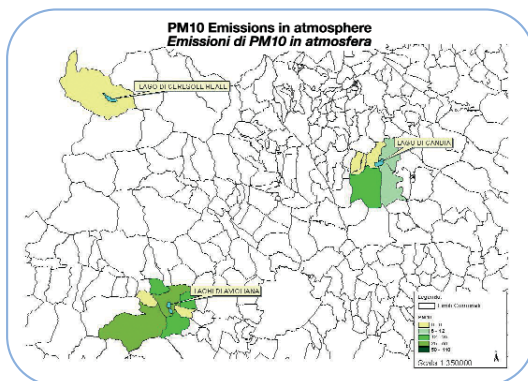 PM10 Emissions in atmosphere
Emissioni di PM10 in atmosfera
LAGO DI CERESOLE REALE
LAGO DI CANDIA
LAGHI DI AVIGLIANA
Legenda
Limiti Comunali
PM10
Scala 1:350000